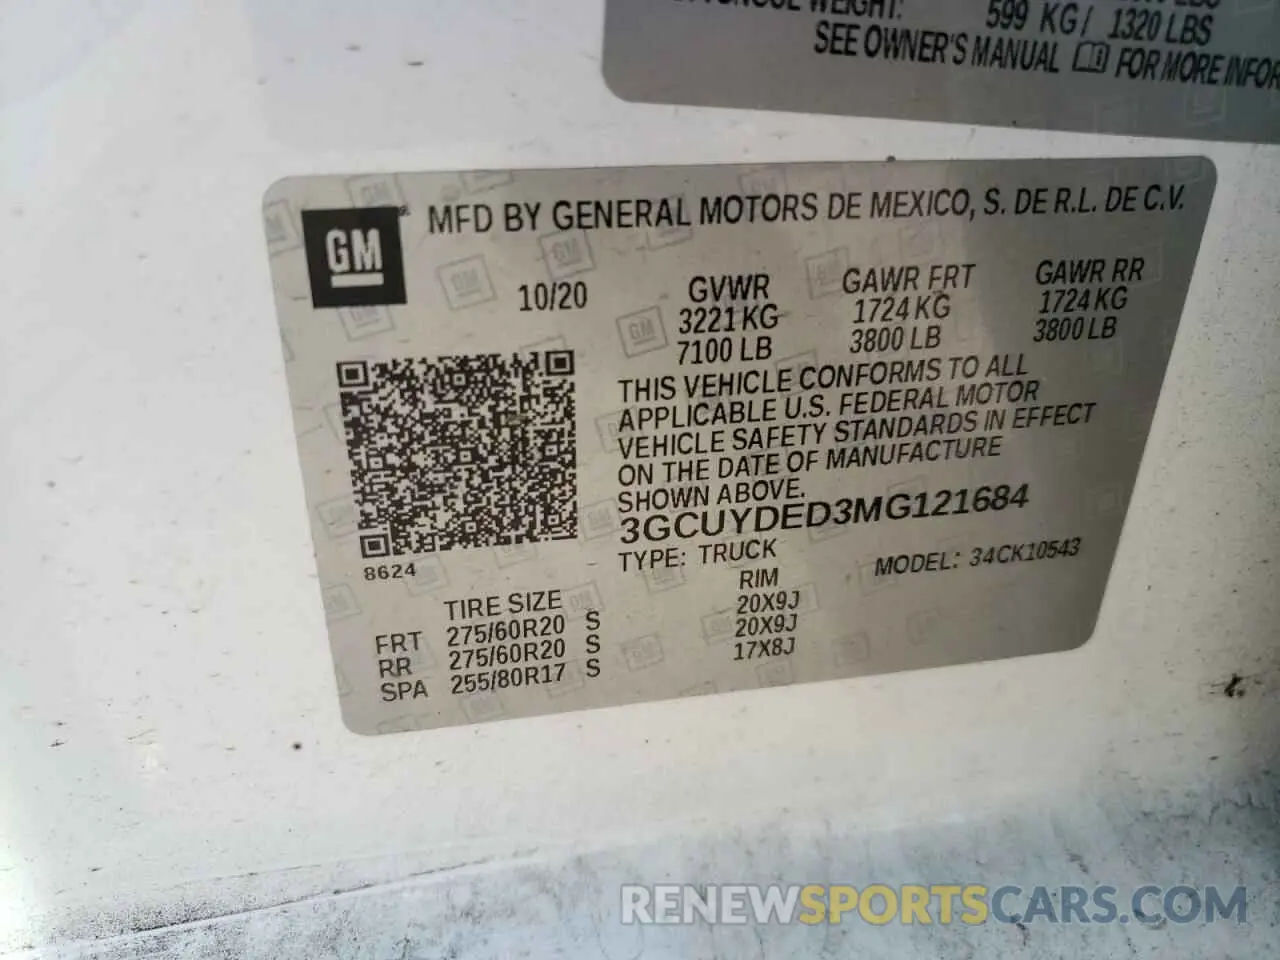 WEIGHT:
599 KG/ 1320 LBS
SEE OWNER'S MANUAL FOR MORE INFOR
GM
MFD BY GENERAL MOTORS DE MEXICO, S. DE R.L. DE C.V.
10/20
GVWR GAWR FRT GAWR RR
3221 KG 1724 KG 1724 KG
7100 LB 3800 LB 3800 LB
THIS VEHICLE CONFORMS TO ALL
APPLICABLE U.S. FEDERAL MOTOR
VEHICLE SAFETY STANDARDS IN EFFECT
ON THE DATE OF MANUFACTURE
SHOWN ABOVE.
3GCUYDED3MG121684
TYPE: TRUCK MODEL: 34CK10543
8624
TIRE SIZE RIM
FRT 275/60R20 S 20X9J
RR 275/60R20 S 20X9J
SPA 255/80R17 S 17X8J
RENEWSPORTSCARS.COM